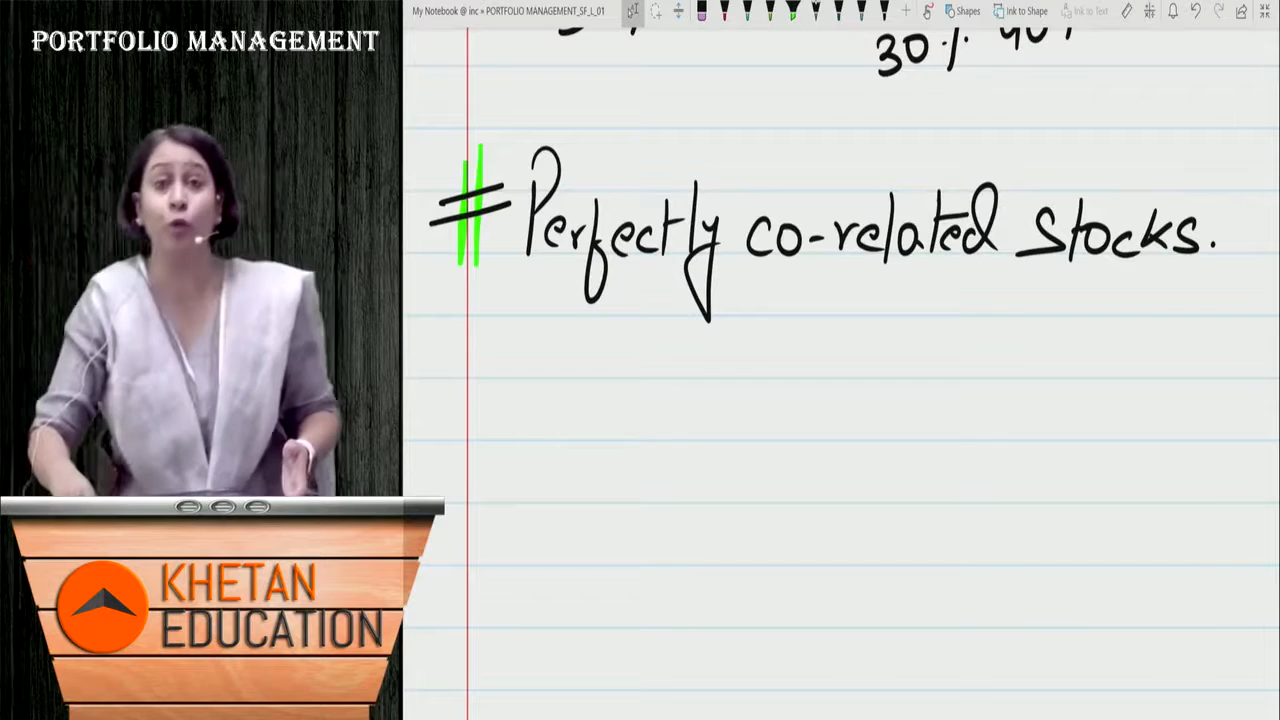 PORTFOLIO MANAGEMENT
My Notebook @ inc » PORTFOLIO MANAGEMENT_SF_L_01
Shapes
Ink to Shape
Ink to Text
30 %. 40%
# Perfectly co-related stocks.
KHETAN
EDUCATION